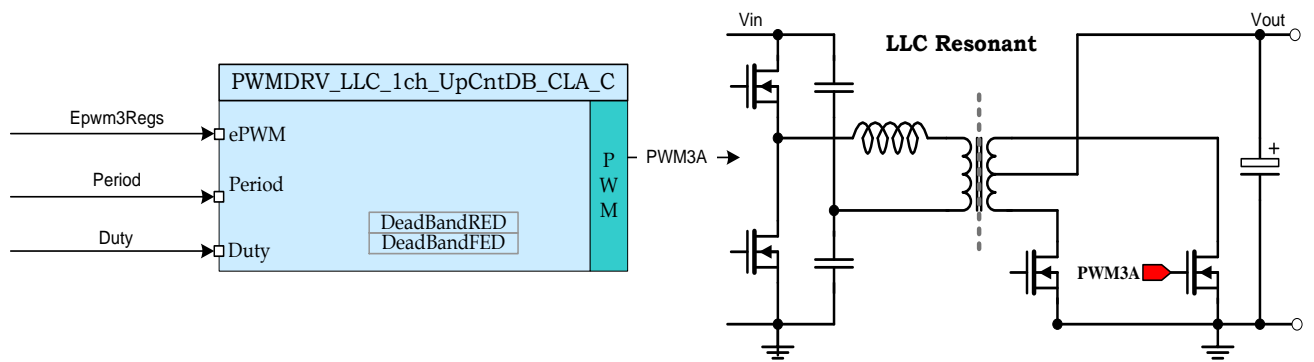 PWMDRV_LLC_1ch_UpCntDB_CLA_C
Epwm3Regs
ePWM
Period
Period
Duty
Duty
DeadBandRED
DeadBandFED
P
W
M
PWM3A
Vin
LLC Resonant
Vout
+
PWM3A